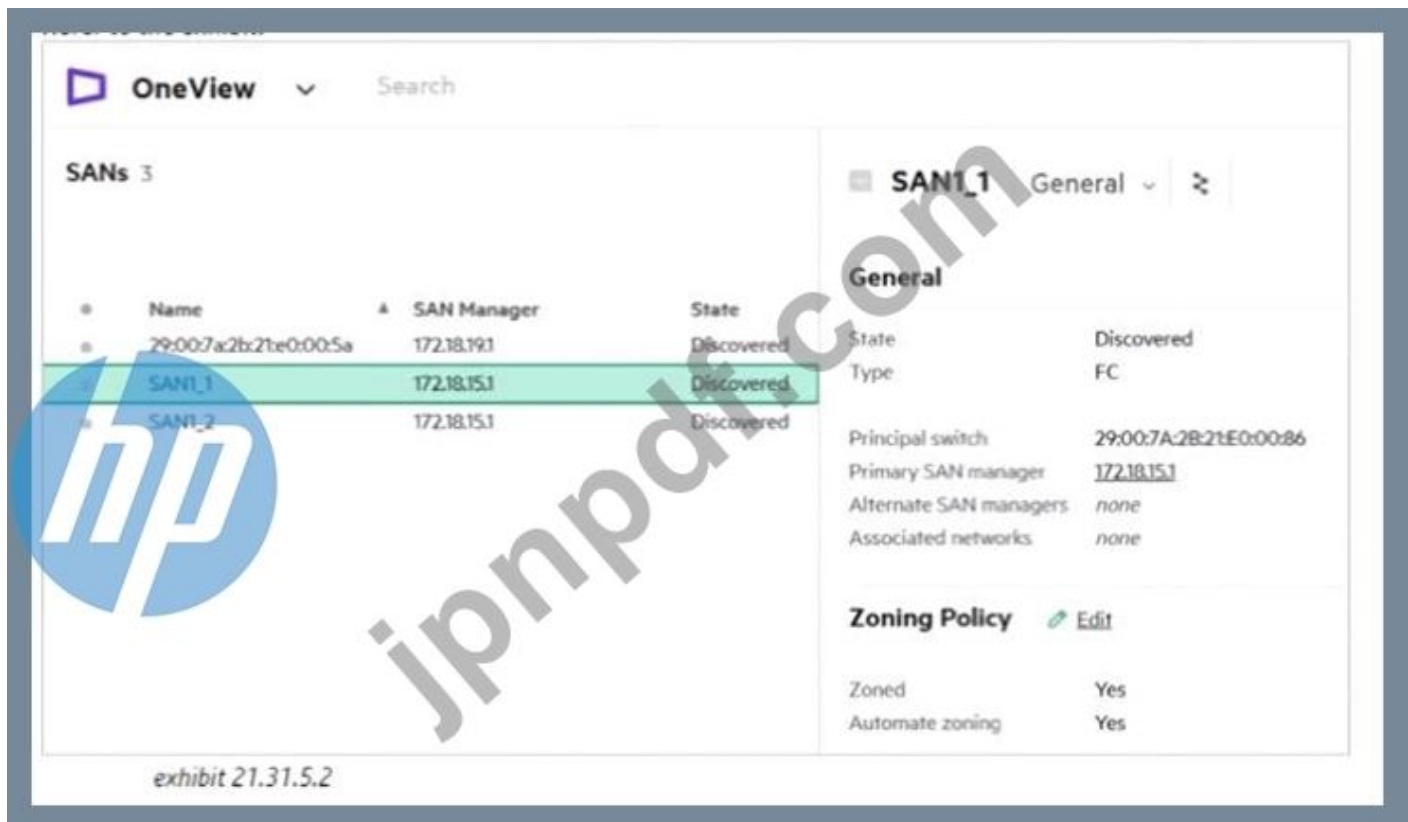 OneView
Search
SANs 3
Name
SAN Manager
State
29:00:7a:2b:21:e0:00:5a
172.18.19.1
Discovered
SAN1_1
172.18.15.1
Discovered
SAN1_2
172.18.15.1
Discovered
SAN1_1
General
General
State
Discovered
Type
FC
Principal switch
29:00:7A:2B:21:E0:00:86
Primary SAN manager
172.18.15.1
Alternate SAN managers
none
Associated networks
none
Zoning Policy
Edit
Zoned
Yes
Automate zoning
Yes
hp
jpnpdf.com
exhibit 21.31.5.2